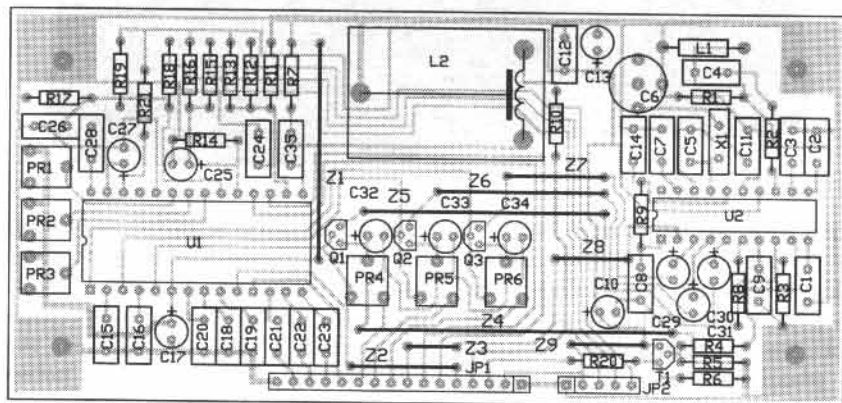 R19
R2
R18
R16
R15
R13
R12
R11
R7
L2
C12
C13
L1
C4
C6
R1
R17
C26
C28
C27
R14
C25
C24
C35
R10
C14
C7
C5
X1
C11
R2
C3
C2
PR1
PR2
PR3
Z1
C32
Z5
Z6
C33
C34
Z7
R9
U1
U2
Q1
Q2
Q3
Z8
PR4
PR5
PR6
C10
C8
C30
R8
C9
R3
C1
C15
C16
C17
C20
C18
C19
C21
C22
C23
Z4
C29
C31
Z2
Z3
Z9
JP1
R20
T1
JP2
R4
R5
R6